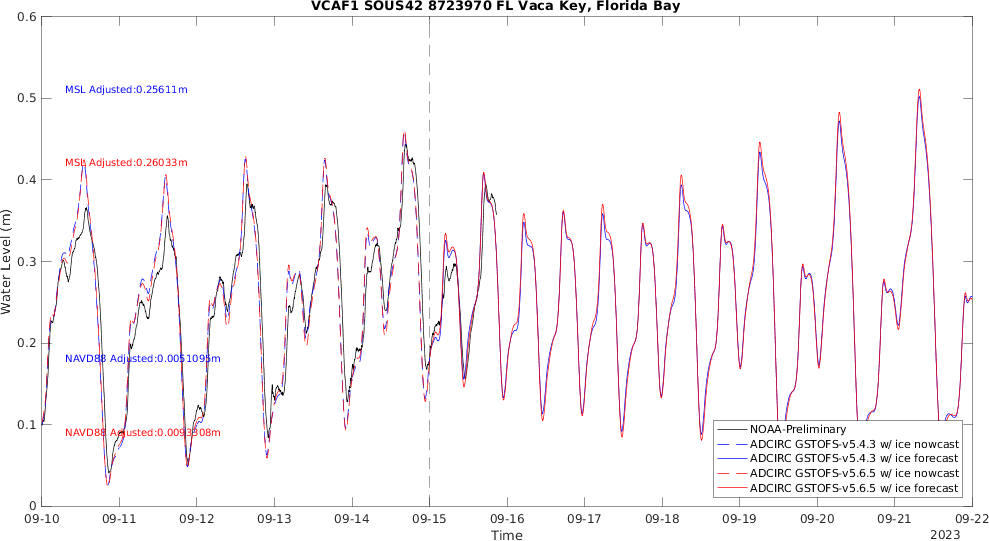 VCAF1 SOUS42 8723970 FL Vaca Key, Florida Bay
Water Level (m)
0.6
0.5
0.4
0.3
0.2
0.1
0
MSL Adjusted:0.25611m
MSL Adjusted:0.26033m
NAVD88 Adjusted:0.0051095m
NAVD88 Adjusted:0.0093308m
NOAA-Preliminary
ADCIRC GSTOFS-v5.4.3 w/ ice nowcast
ADCIRC GSTOFS-v5.4.3 w/ ice forecast
ADCIRC GSTOFS-v5.6.5 w/ ice nowcast
ADCIRC GSTOFS-v5.6.5 w/ ice forecast
09-10 09-11 09-12 09-13 09-14 09-15 09-16 09-17 09-18 09-19 09-20 09-21 09-22
Time
2023